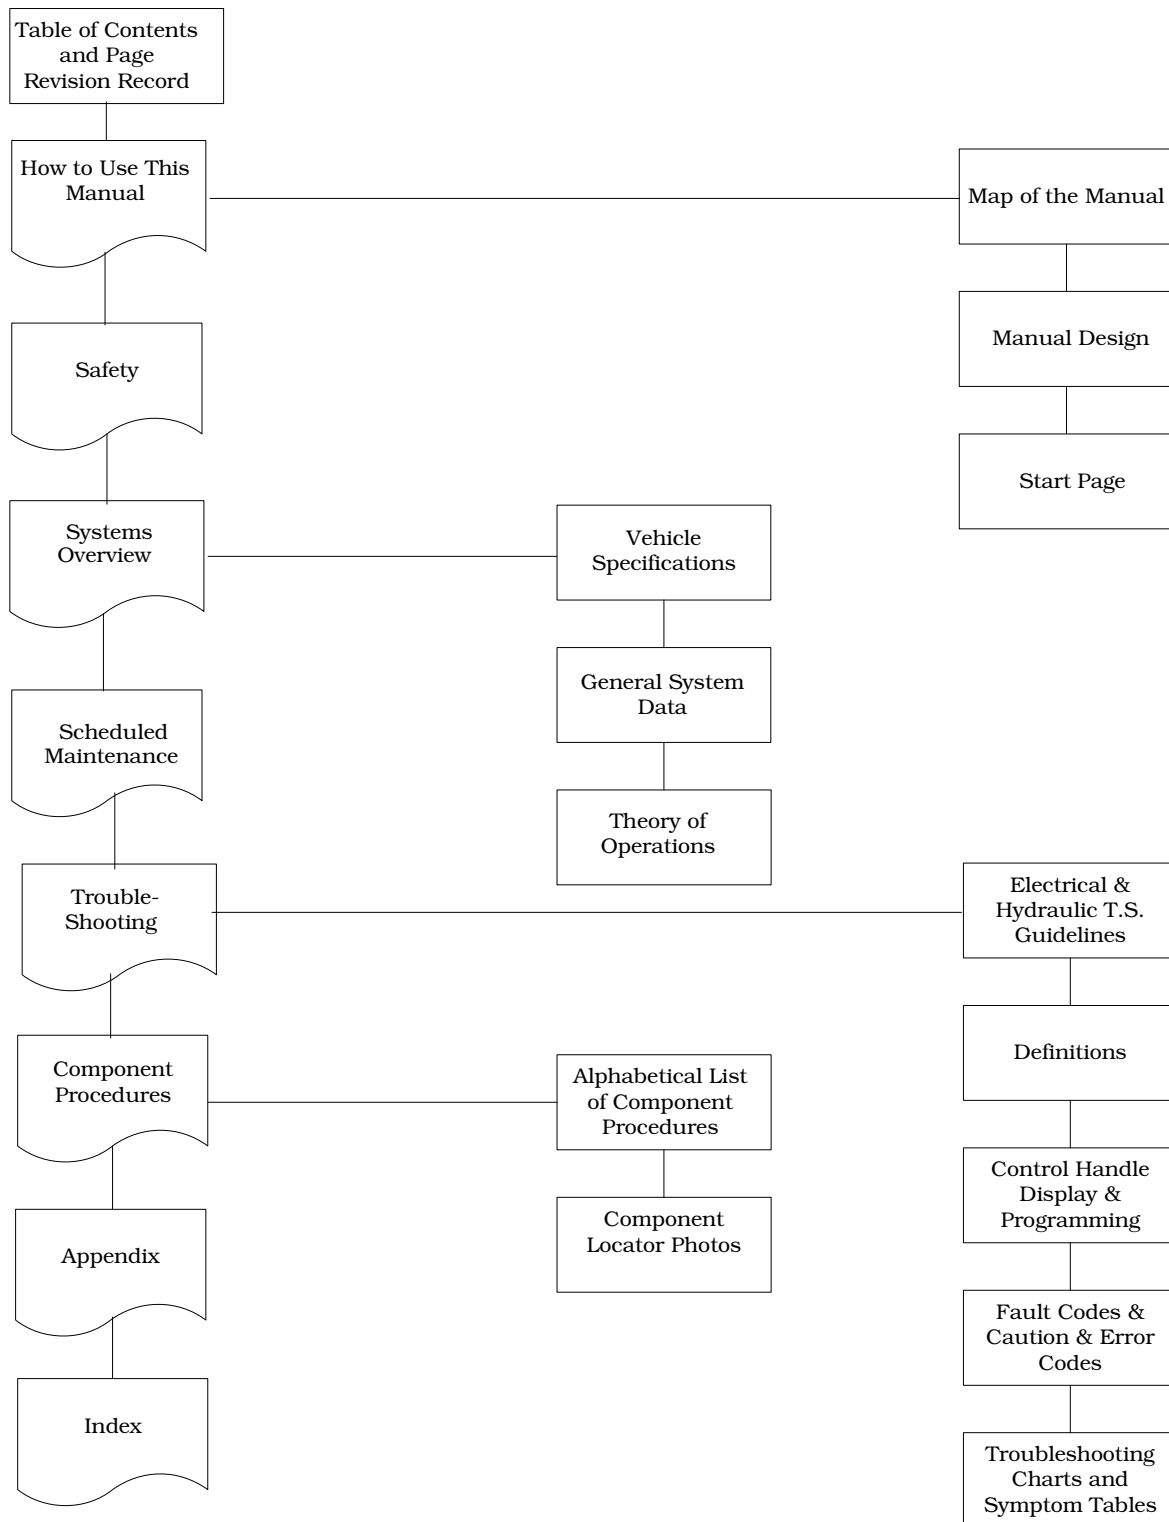 Table of Contents
and Page
Revision Record
How to Use This
Manual
Map of the Manual
Manual Design
Safety
Start Page
Systems
Overview
Vehicle
Specifications
General System
Data
Scheduled
Maintenance
Theory of
Operations
Trouble-
Shooting
Electrical &
Hydraulic T.S.
Guidelines
Definitions
Component
Procedures
Alphabetical List
of Component
Procedures
Control Handle
Display &
Programming
Component
Locator Photos
Appendix
Fault Codes &
Caution & Error
Codes
Index
Troubleshooting
Charts and
Symptom Tables